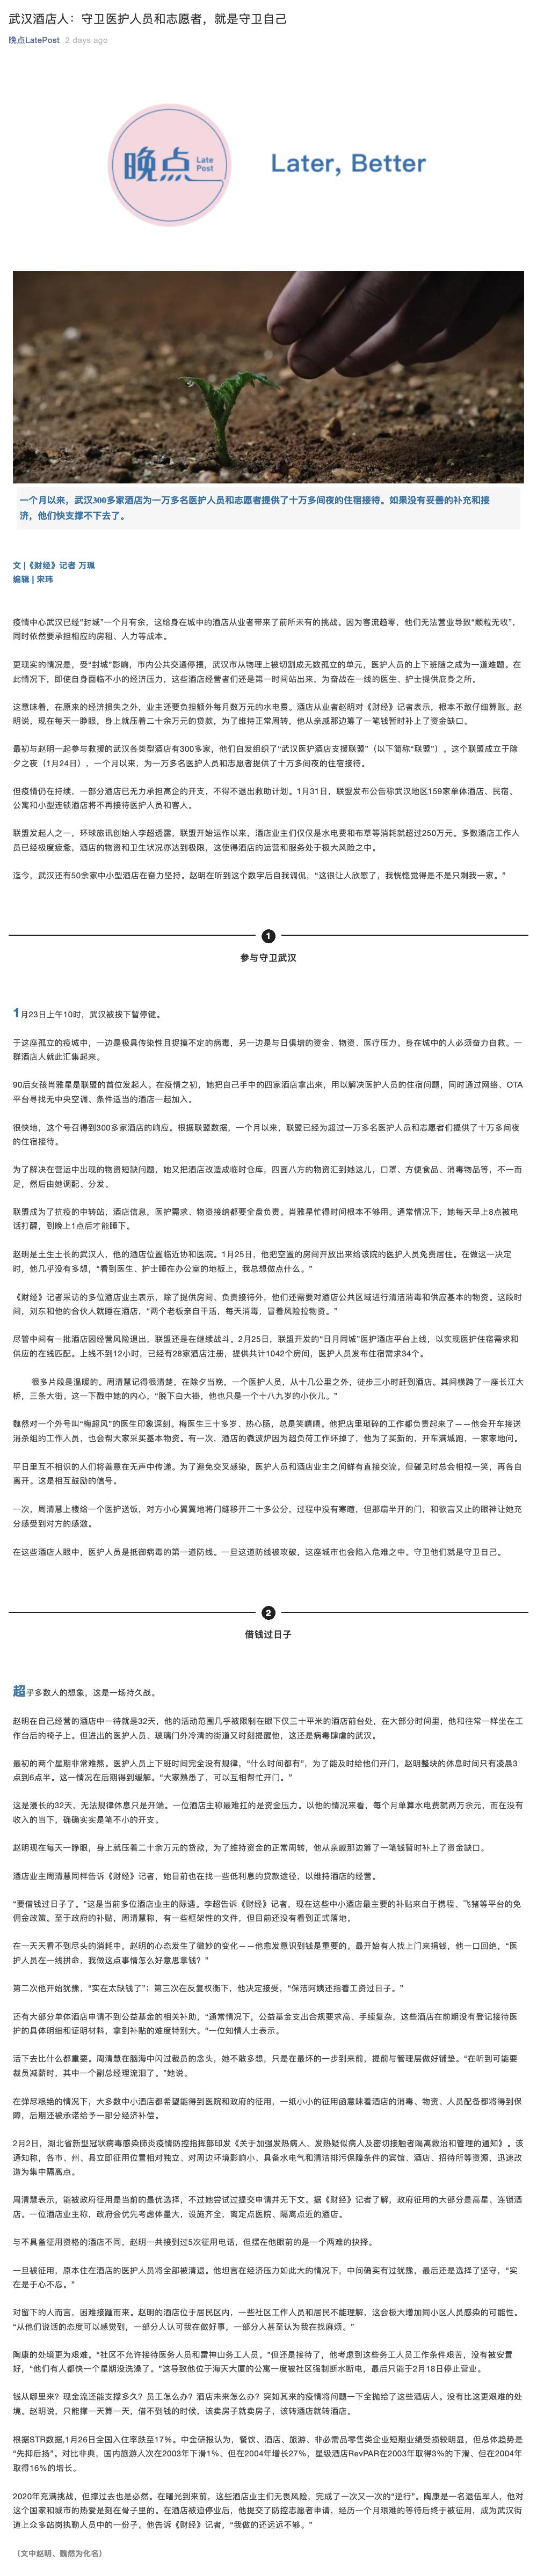 武汉酒店人：守卫医护人员和志愿者，就是守卫自己
晚点LatePost 2 days ago
晚点 Late Post
Later, Better
一个月以来，武汉300多家酒店为一万多名医护人员和志愿者提供了十万多间夜的住宿接待。如果没有妥善的补充和接
济，他们快支撑不下去了。
文 |《财经》记者 万珮
编辑 | 宋玮
疫情中心武汉已经“封城”一个月有余，这给身在城中的酒店从业者带来了前所未有的挑战。因为客流趋零，他们无法营业导致“颗粒无收”，
同时依然要承担相应的房租、人力等成本。
更现实的情况是，受“封城”影响，市内公共交通停摆，武汉市从物理上被切割成无数孤立的单元，医护人员的上下班随之成为一道难题。在
此情况下，即使自身面临不小的经济压力，这些酒店经营者们还是第一时间站出来，为奋战在一线的医生、护士提供庇身之所。
这意味着，在原来的经济损失之外，业主还要负担额外每月数万元的水电费。酒店从业者赵明对《财经》记者表示，根本不敢仔细算账。赵
明说，现在每天一睁眼，身上就压着二十余万元的贷款，为了维持正常周转，他从亲戚那边筹了一笔钱暂时补上了资金缺口。
最初与赵明一起参与救援的武汉各类型酒店有300多家，他们自发组织了“武汉医护酒店支援联盟”（以下简称“联盟”）。这个联盟成立于除
夕之夜（1月24日），一个月以来，为一万多名医护人员和志愿者提供了十万多间夜的住宿接待。
但疫情仍在持续，一部分酒店已无力承担高企的开支，不得不退出救助计划。1月31日，联盟发布公告称武汉地区159家单体酒店、民宿、
公寓和小型连锁酒店将不再接待医护人员和客人。
联盟发起人之一，环球旅讯创始人李超透露，联盟开始运作以来，酒店业主们仅仅是水电费和布草等消耗就超过250万元。多数酒店工作人
员已经极度疲惫，酒店的物资和卫生状况亦达到极限，这使得酒店的运营和服务处于极大风险之中。
迄今，武汉还有50余家中小型酒店在奋力坚持。赵明在听到这个数字后自我调侃，“这很让人欣慰了，我恍惚觉得是不是只剩我一家。”
1
参与守卫武汉
1月23日上午10时，武汉被按下暂停键。
于这座孤立的疫城中，一边是极具传染性且捉摸不定的病毒，另一边是与日俱增的资金、物资、医疗压力。身在城中的人必须奋力自救。一
群酒店人就此汇集起来。
90后女孩肖雅星是联盟的首位发起人。在疫情之初，她把自己手中的四家酒店拿出来，用以解决医护人员的住宿问题，同时通过网络、OTA
平台寻找无中央空调、条件适当的酒店一起加入。
很快地，这个号召得到300多家酒店的响应。根据联盟数据，一个月以来，联盟已经为超过一万多名医护人员和志愿者们提供了十万多间夜
的住宿接待。
为了解决在营运中出现的物资短缺问题，她又把酒店改造成临时仓库，四面八方的物资汇到她这儿，口罩、方便食品、消毒物品等，不一而
足，然后由她调配、分发。
联盟成为了抗疫的中转站，酒店信息，医护需求、物资接纳都要全盘负责。肖雅星忙得时间根本不够用。通常情况下，她每天早上8点被电
话打醒，到晚上1点后才能睡下。
赵明是土生土长的武汉人，他的酒店位置临近协和医院。1月25日，他把空置的房间开放出来给该院的医护人员免费居住。在做这一决定
时，他几乎没有多想，“看到医生、护士睡在办公室的地板上，我总想做点什么。”
《财经》记者采访的多位酒店业主表示，除了提供房间、负责接待外，他们还需要对酒店公共区域进行清洁消毒和供应基本的物资。这段时
间，刘东和他的合伙人就睡在酒店，“两个老板亲自干活，每天消毒，冒着风险拉物资。”
尽管中间有一批酒店因经营风险退出，联盟还是在继续战斗。2月25日，联盟开发的“日月同城”医护酒店平台上线，以实现医护住宿需求和
供应的在线匹配。上线不到12小时，已经有28家酒店注册，提供共计1042个房间，医护人员发布住宿需求34个。
很多片段是温暖的。周清慧记得很清楚，在除夕当晚，一个医护人员，从十几公里之外，徒步三小时赶到酒店。其间横跨了一座长江大
桥，三条大街。这一下戳中她的内心，“脱下白大褂，他也只是一个十八九岁的小伙儿。”
魏然对一个外号叫“梅超风”的医生印象深刻。梅医生三十多岁、热心肠，总是笑嘻嘻。他把店里琐碎的工作都负责起来了——他会开车接送
消杀组的工作人员，也会帮大家采买基本物资。有一次，酒店的微波炉因为超负荷工作坏掉了，他为了买新的，开车满城跑，一家家地问。
平日里互不相识的人们将善意在无声中传递。为了避免交叉感染，医护人员和酒店业主之间鲜有直接交流。但碰见时总会相视一笑，再各自
离开。这是相互鼓励的信号。
一次，周清慧上楼给一个医护送饭，对方小心翼翼地将门缝移开二十多公分，过程中没有寒暄，但那扇半开的门，和欲言又止的眼神让她充
分感受到对方的感激。
在这些酒店人眼中，医护人员是抵御病毒的第一道防线。一旦这道防线被攻破，这座城市也会陷入危难之中。守卫他们就是守卫自己。
2
借钱过日子
超乎多数人的想象，这是一场持久战。
赵明在自己经营的酒店中一待就是32天，他的活动范围几乎被限制在眼下仅三十平米的酒店前台处，在大部分时间里，他和往常一样坐在工
作台后的椅子上。但进出的医护人员、玻璃门外冷清的街道又时刻提醒他，这还是病毒肆虐的武汉。
最初的两个星期非常难熬。医护人员上下班时间完全没有规律，“什么时间都有”，为了能及时给他们开门，赵明整块的休息时间只有凌晨3
点到6点半。这一情况在后期得到缓解。“大家熟悉了，可以互相帮忙开门。”
这是漫长的32天，无法规律休息只是开端。一位酒店主称最难扛的是资金压力。以他的情况来看，每个月单算水电费就两万余元，而在没有
收入的当下，确确实实是笔不小的开支。
赵明现在每天一睁眼，身上就压着二十余万元的贷款，为了维持资金的正常周转，他从亲戚那边筹了一笔钱暂时补上了资金缺口。
酒店业主周清慧同样告诉《财经》记者，她目前也在找一些低利息的贷款途径，以维持酒店的经营。
“要借钱过日子了。”这是当前多位酒店业主的际遇。李超告诉《财经》记者，现在这些中小酒店最主要的补贴来自于携程、飞猪等平台的免
佣金政策。至于政府的补贴，周清慧称，有一些框架性的文件，但目前还没有看到正式落地。
在一天天看不到尽头的消耗中，赵明的心态发生了微妙的变化——他愈发意识到钱是重要的。最开始有人找上门来捐钱，他一口回绝，“医
护人员在一线拼命，我做这点事情怎么好意思拿钱？”
第二次他开始犹豫，“实在太缺钱了”；第三次在反复权衡下，他决定接受，“保洁阿姨还指着工资过日子。”
还有大部分单体酒店申请不到公益基金的相关补助，“通常情况下，公益基金支出合规要求高、手续复杂，这些酒店在前期没有登记接待医
护的具体明细和证明材料，拿到补贴的难度特别大。”一位知情人士表示。
活下去比什么都重要。周清慧在脑海中闪过裁员的念头，她不敢多想，只是在最坏的一步到来前，提前与管理层做好铺垫。“在听到可能要
裁员减薪时，其中一个副总经理流泪了。”她说。
在弹尽粮绝的情况下，大多数中小酒店都希望能得到医院和政府的征用，一纸小小的征用函意味着酒店的消毒、物资、人员配备都将得到保
障，后期还被承诺给予一部分经济补偿。
2月2日，湖北省新型冠状病毒感染肺炎疫情防控指挥部印发《关于加强发热病人、发热疑似病人及密切接触者隔离救治和管理的通知》。该
通知称，各市、州、县立即征用位置相对独立、对周边环境影响小、具备水电气和清洁排污保障条件的宾馆、酒店、招待所等资源，迅速改
造为集中隔离点。
周清慧表示，能被政府征用是当前的最优选择，不过她尝试过提交申请并无下文。据《财经》记者了解，政府征用的大部分是高星、连锁酒
店。一位酒店业主称，政府会优先考虑体量大，设施齐全，离定点医院、隔离点近的酒店。
与不具备征用资格的酒店不同，赵明一共接到过5次征用电话，但摆在他眼前的是一个两难的抉择。
一旦被征用，原本住在酒店的医护人员将全部被清退。他坦言在经济压力如此大的情况下，中间确实有过犹豫，最后还是选择了坚守，“实
在是于心不忍。”
对留下的人而言，困难接踵而来。赵明的酒店位于居民区内，一些社区工作人员和居民不能理解，这会极大增加同小区人员感染的可能性。
“从他们说话的态度可以感觉到，一部分人认可我在做好事，一部分人甚至认为我在找麻烦。”
陶康的处境更为艰难。“社区不允许接待医务人员和雷神山务工人员。”但还是接待了，他考虑到这些务工人员工作条件艰苦，没有被安置
好，“他们有人都快一个星期没洗澡了。”这导致他位于海天大厦的公寓一度被社区强制断水断电，最后只能于2月18日停止营业。
钱从哪里来？现金流还能支撑多久？员工怎么办？酒店未来怎么办？突如其来的疫情将问题一下全抛给了这些酒店人。没有比这更艰难的处
境。赵明说，只能撑一天算一天，借不到钱的时候，该卖房子就卖房子，该转酒店就转酒店。
根据STR数据,1月26日全国入住率跌至17%。中金研报认为，餐饮、酒店、旅游、非必需品零售类企业短期业绩受损较明显，但总体趋势是
“先抑后扬”。对比非典，国内旅游人次在2003年下滑1%、但在2004年增长27%，星级酒店RevPAR在2003年取得3%的下滑、但在2004年
取得16%的增长。
2020年充满挑战，但撑过去也是必然。在曙光到来前，这些酒店业主们无畏风险，完成了一次又一次的“逆行”。陶康是一名退伍军人，他对
这个国家和城市的热爱是刻在骨子里的。在酒店被迫停业后，他提交了防控志愿者申请，经历一个月艰难的等待后终于被征用，成为武汉街
道上众多站岗执勤人员中的一份子。他告诉《财经》记者，“我做的还远远不够。”
（文中赵明、魏然为化名）